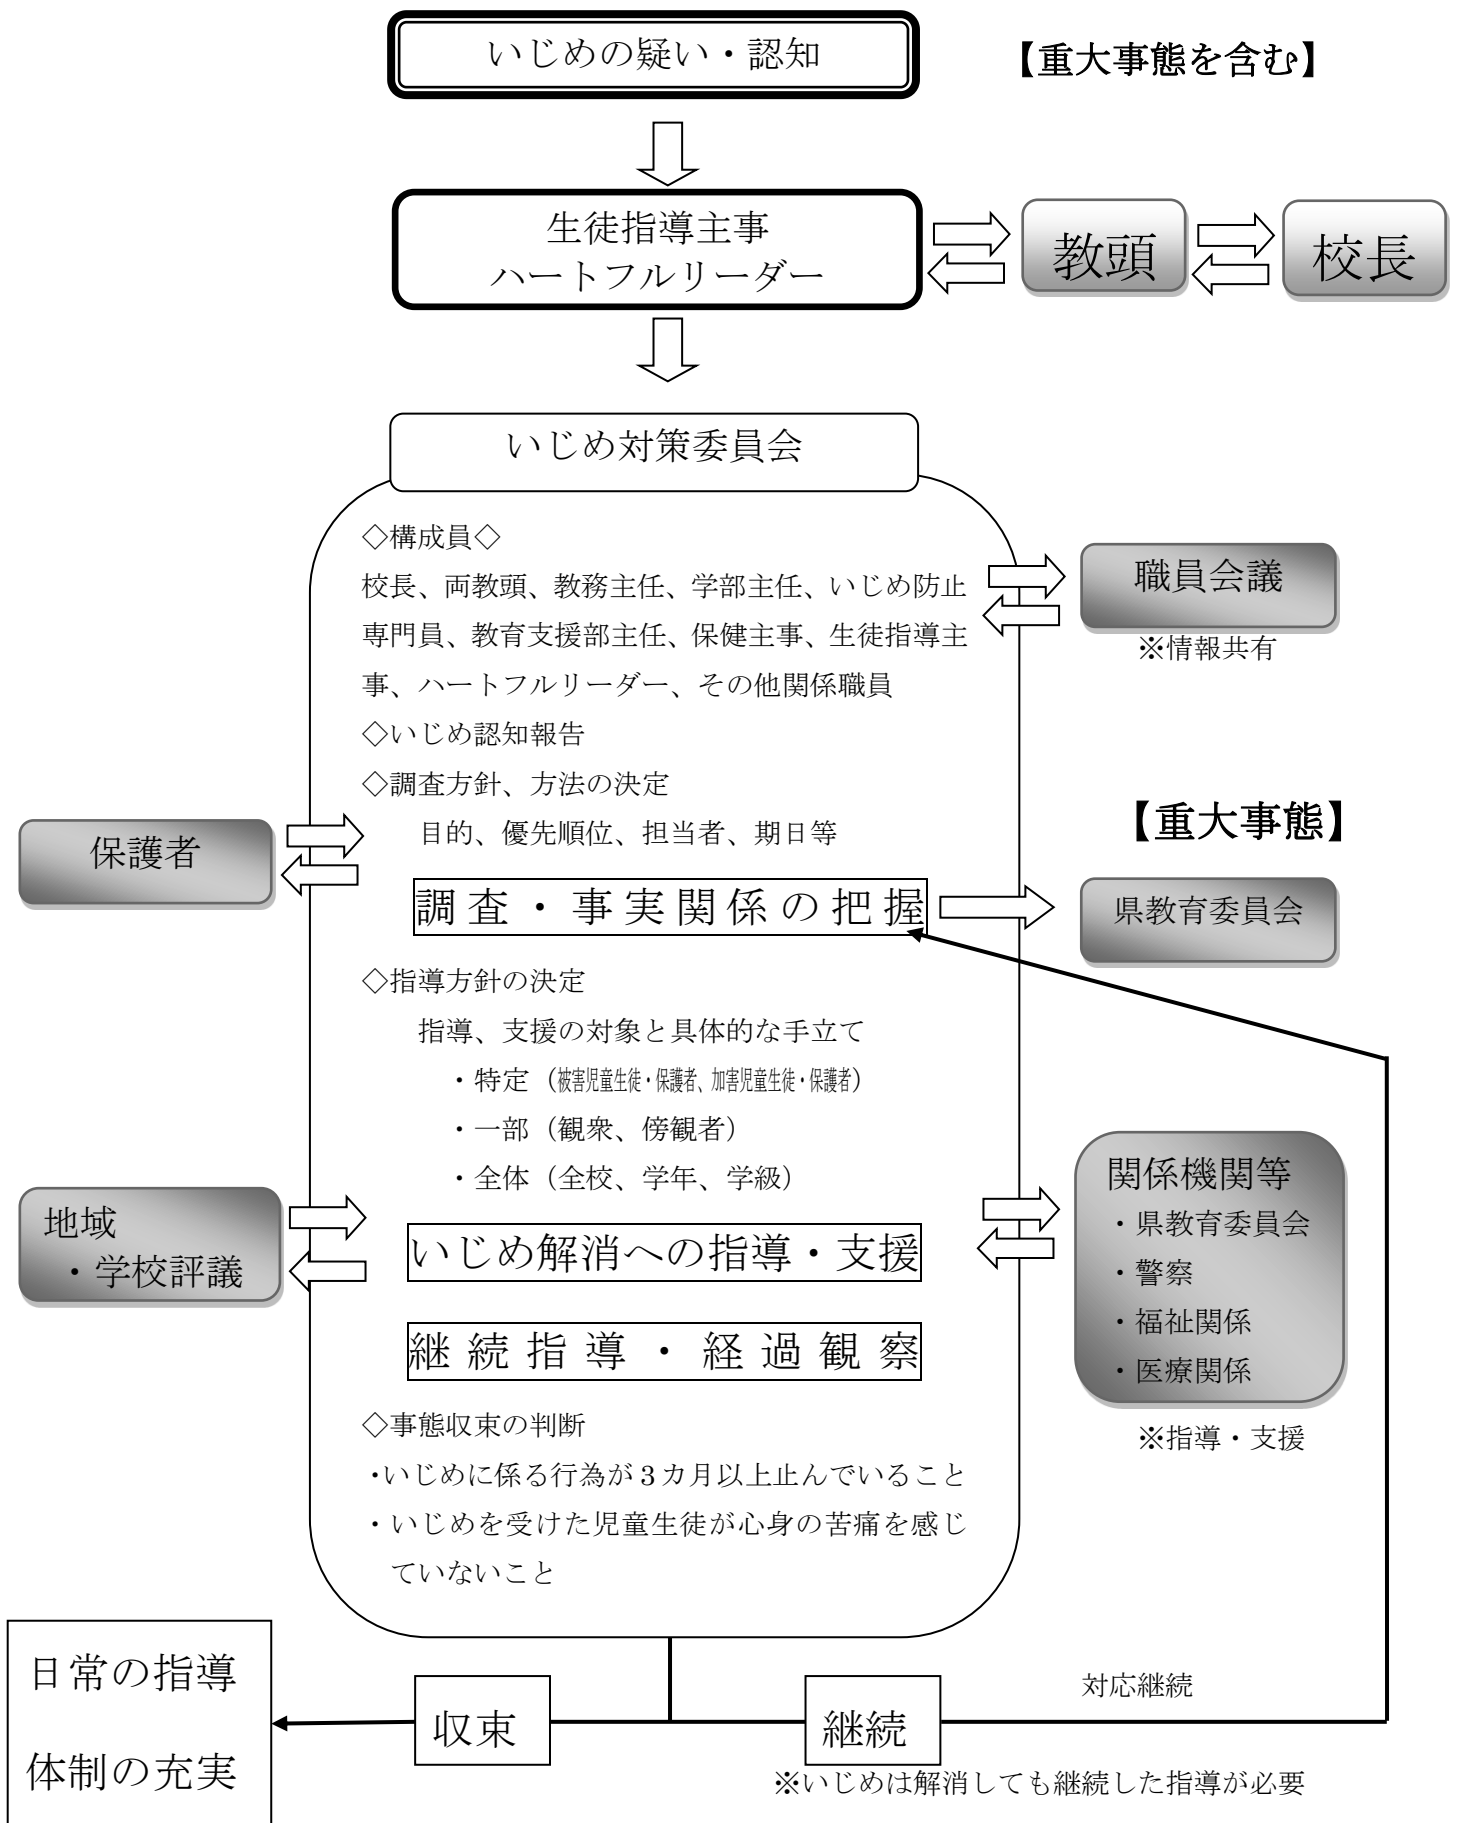 いじめの疑い・認知
【重大事態を含む】
生徒指導主事
ハートフルリーダー
教頭
校長
いじめ対策委員会
◇構成員◇
校長、両教頭、教務主任、学部主任、いじめ防止
専門員、教育支援部主任、保健主事、生徒指導主
事、ハートフルリーダー、その他関係職員
職員会議
※情報共有
◇いじめ認知報告
◇調査方針、方法の決定
目的、優先順位、担当者、期日等
保護者
【重大事態】
調査・事実関係の把握
県教育委員会
◇指導方針の決定
指導、支援の対象と具体的な手立て
・特定（被害児童生徒・保護者、加害児童生徒・保護者）
・一部（観衆、傍観者）
・全体（全校、学年、学級）
地域
・学校評議
いじめ解消への指導・支援
継続指導・経過観察
関係機関等
・県教育委員会
・警察
・福祉関係
・医療関係
※指導・支援
◇事態収束の判断
・いじめに係る行為が３カ月以上止んでいること
・いじめを受けた児童生徒が心身の苦痛を感じ
ていないこと
日常の指導
体制の充実
収束
継続
対応継続
※いじめは解消しても継続した指導が必要